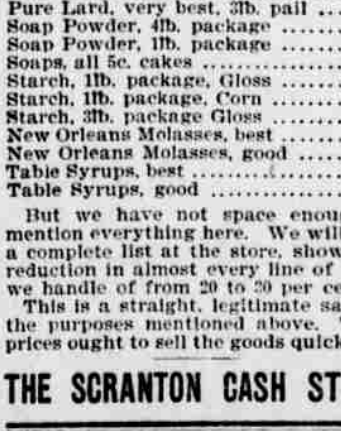 Pure Lard, very best, 3lb. pail ...
Soap Powder, 4lb. package .......
Soap Powder, 1lb. package .......
Soaps, all 5c. cakes ...............
Starch, 1lb. package, Gloss .......
Starch, 1lb. package, Corn ........
Starch, 3lb. package Gloss ........
New Orleans Molasses, best .......
New Orleans Molasses, good ......
Table Syrups, best .................
Table Syrups, good ................
But we have not space enou
mention everything here. We wil
a complete list at the store, show
reduction in almost every line of
we handle of from 20 to 30 per ce
This is a straight, legitimate sa
the purposes mentioned above.
prices ought to sell the goods quick
THE SCRANTON CASH ST